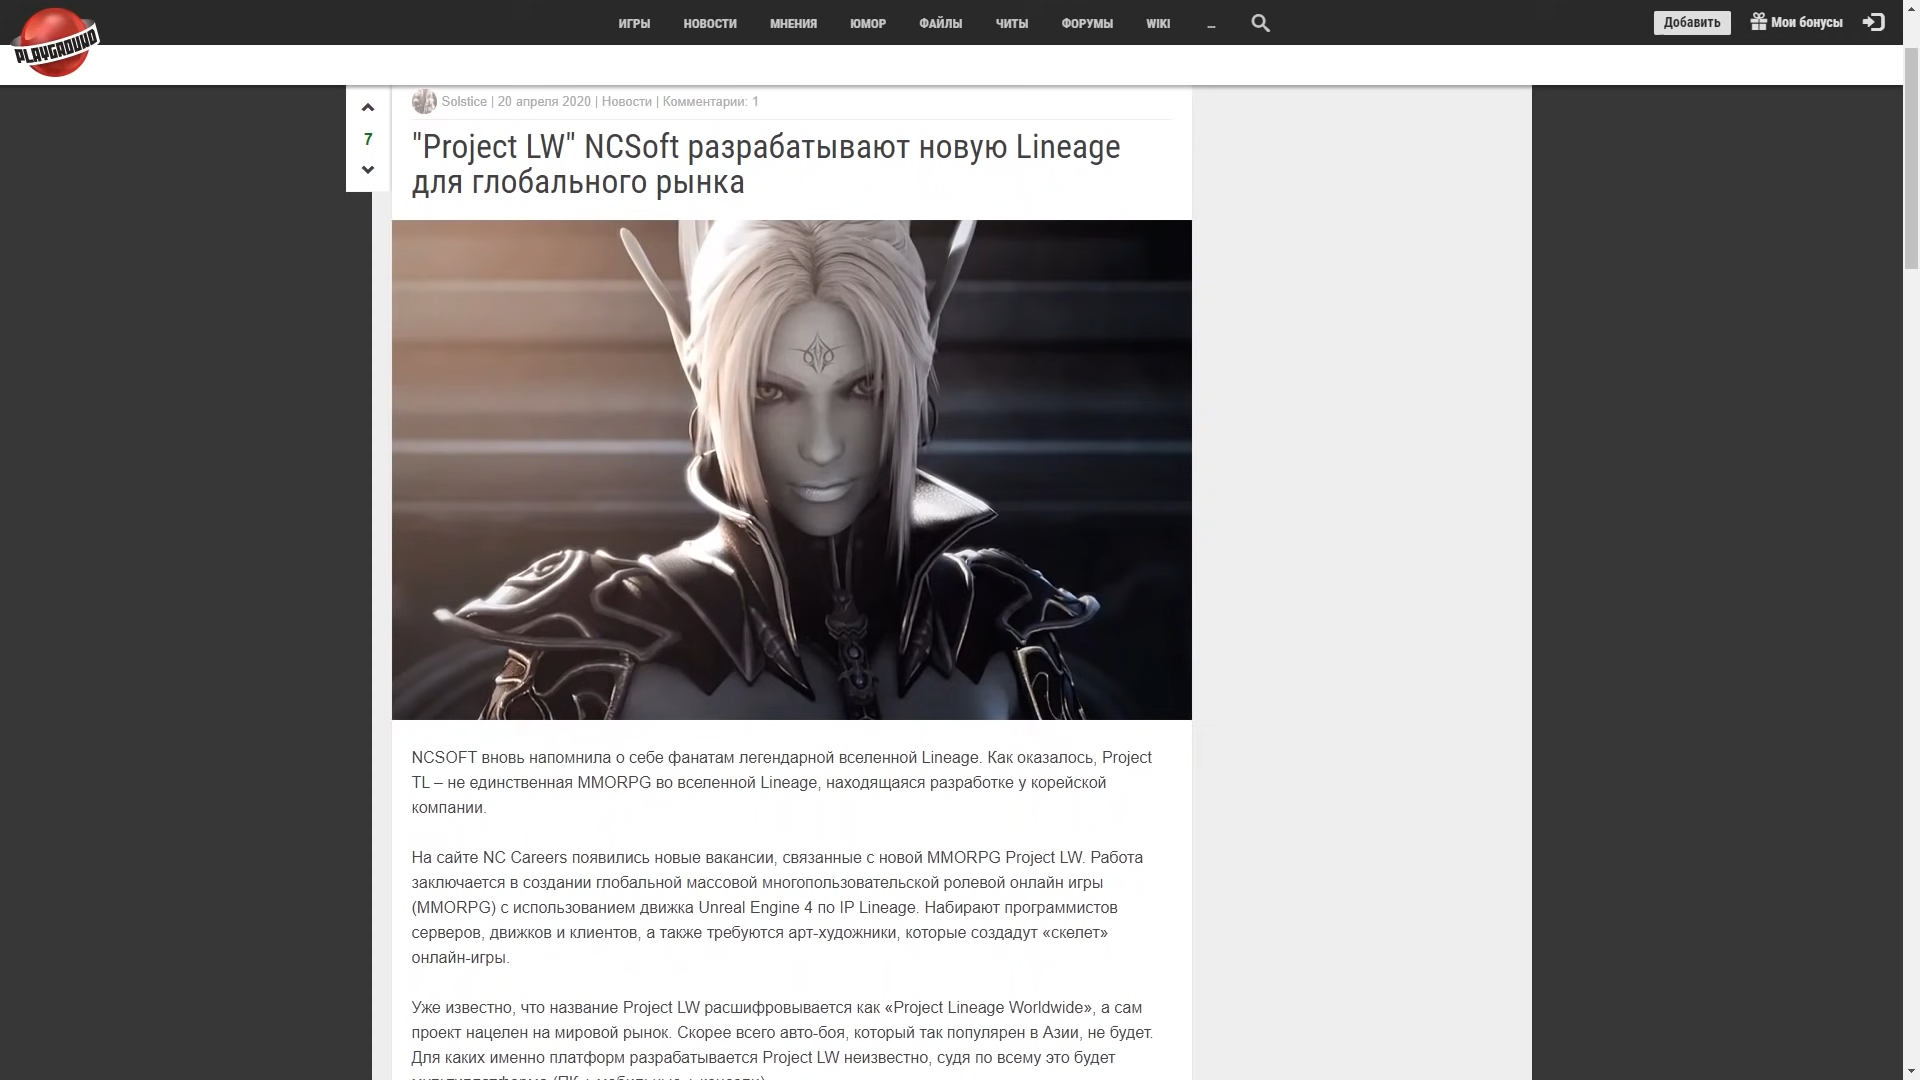 PLAYGROUND
ИГРЫ НОВОСТИ МНЕНИЯ ЮМОР ФАЙЛЫ ЧИТЫ ФОРУМЫ WIKI ...
Добавить Мои бонусы
Solstice | 20 апреля 2020 | Новости | Комментарии: 1
7
"Project LW" NCSoft разрабатывают новую Lineage
для глобального рынка
NCSOFT вновь напомнила о себе фанатам легендарной вселенной Lineage. Как оказалось, Project
TL – не единственная MMORPG во вселенной Lineage, находящаяся разработке у корейской
компании.
На сайте NC Careers появились новые вакансии, связанные с новой MMORPG Project LW. Работа
заключается в создании глобальной массовой многопользовательской ролевой онлайн игры
(MMORPG) с использованием движка Unreal Engine 4 по IP Lineage. Набирают программистов
серверов, движков и клиентов, а также требуются арт-художники, которые создадут «скелет»
онлайн-игры.
Уже известно, что название Project LW расшифровывается как «Project Lineage Worldwide», а сам
проект нацелен на мировой рынок. Скорее всего авто-боя, который так популярен в Азии, не будет.
Для каких именно платформ разрабатывается Project LW неизвестно, судя по всему это будет
мультиплатформа (ПК + мобильные + консоли).